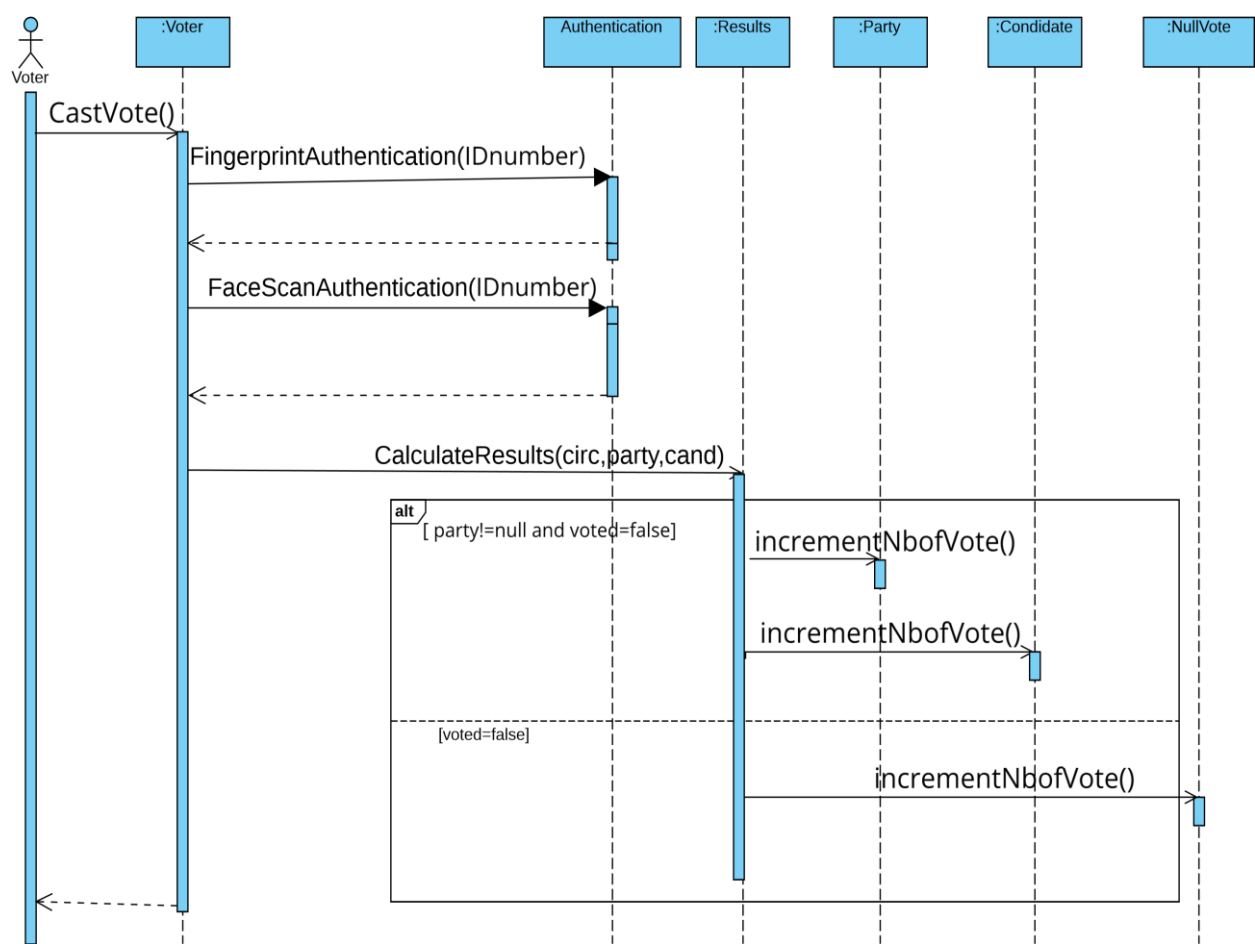 :Voter
Authentication
:Results
:Party
:Condidate
:NullVote
Voter
CastVote()
FingerprintAuthentication(IDnumber)
FaceScanAuthentication(IDnumber)
CalculateResults(circ,party,cand)
alt
[ party!=null and voted=false]
incrementNbofVote()
incrementNbofVote()
[voted=false]
incrementNbofVote()